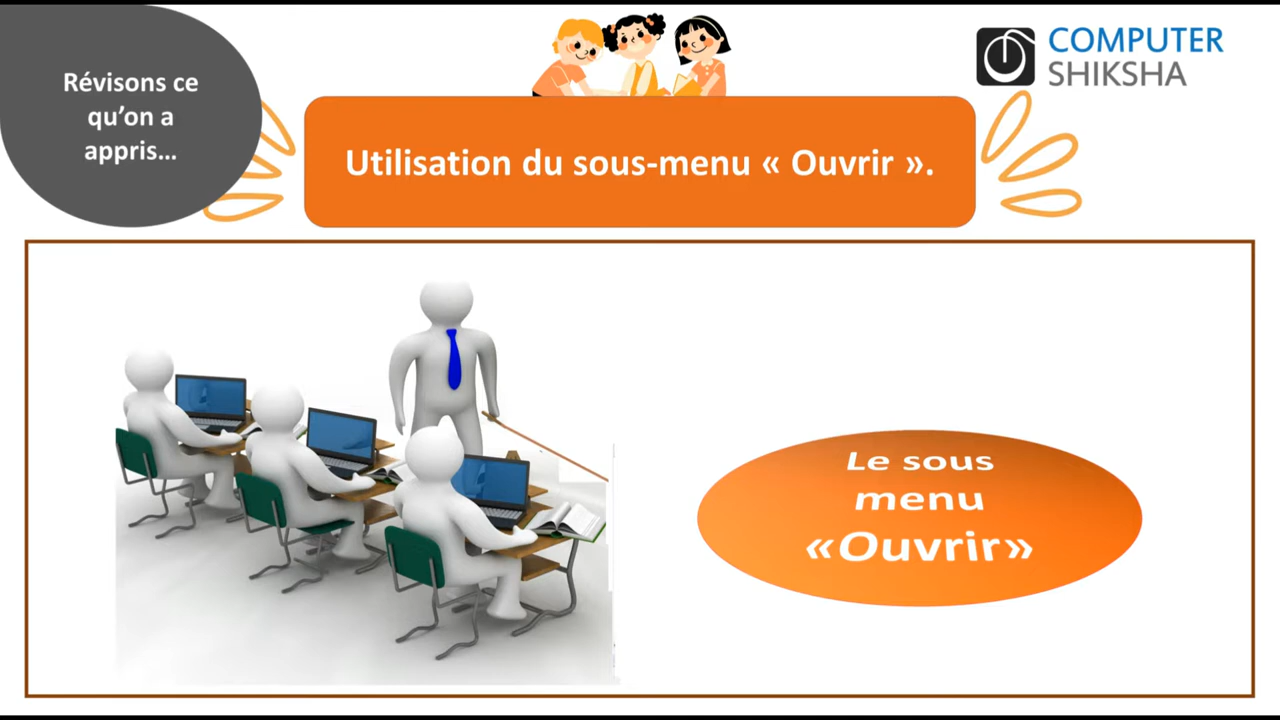 Révisons ce
qu’on a
appris...
COMPUTER
SHIKSHA
Utilisation du sous-menu « Ouvrir ».
Le sous
menu
«Ouvrir»